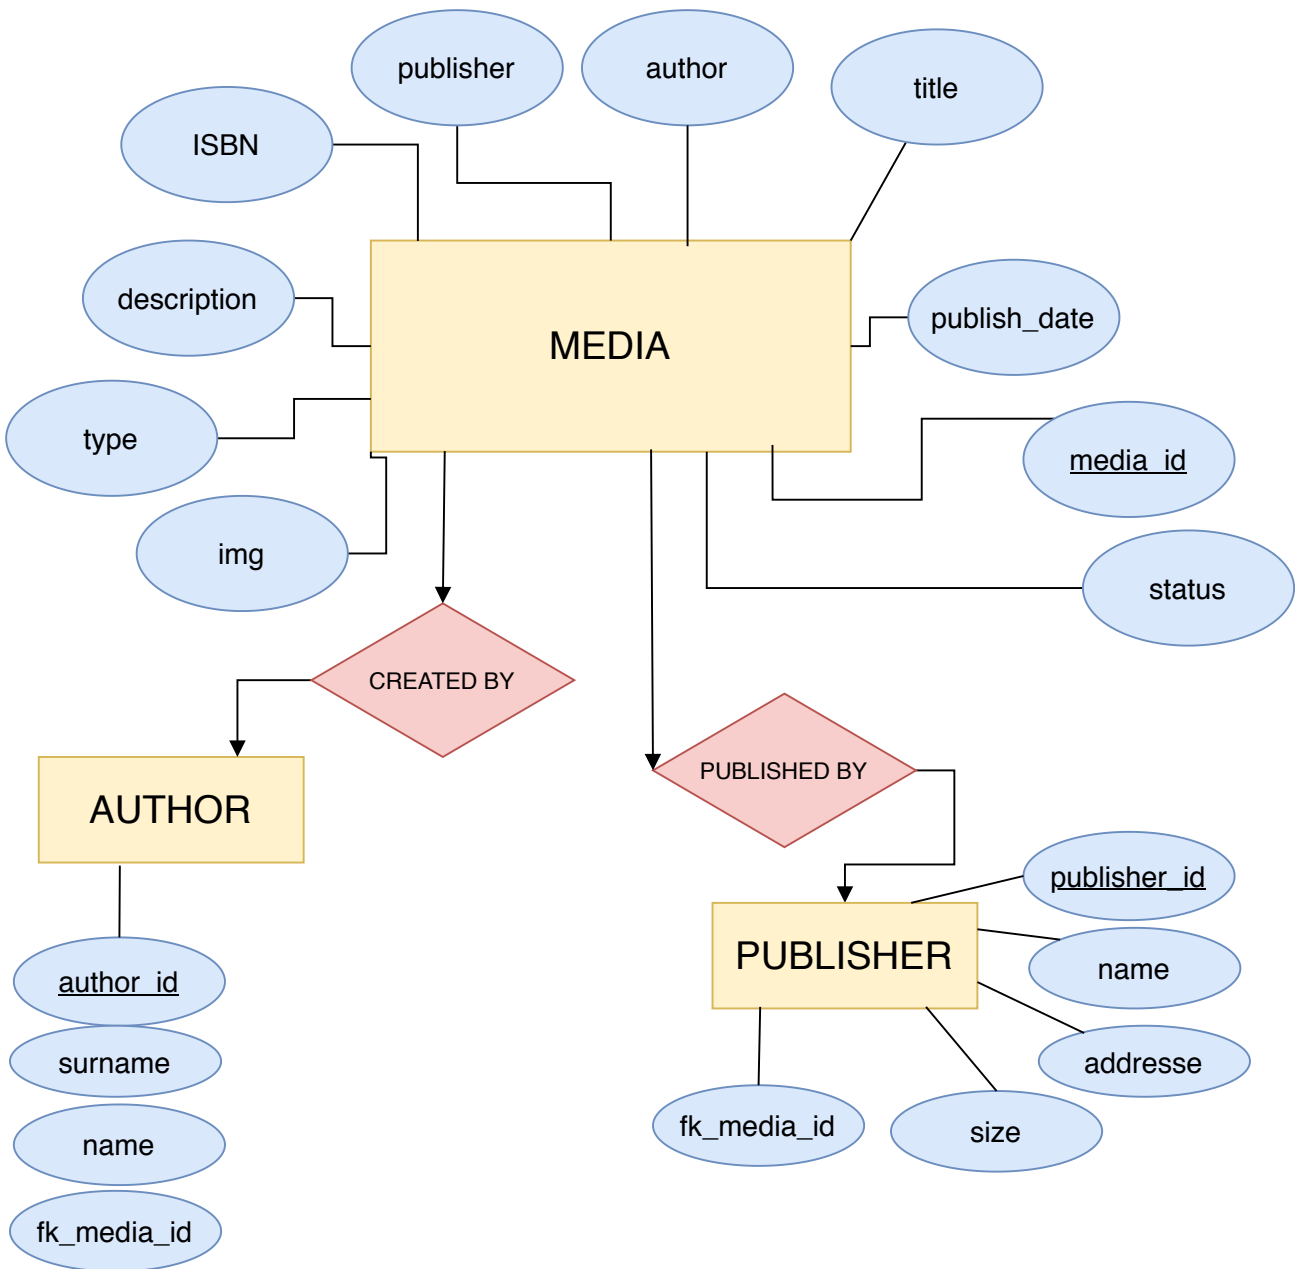 publisher
author
title
ISBN
description
publish_date
MEDIA
type
media_id
img
status
CREATED BY
PUBLISHED BY
AUTHOR
publisher_id
PUBLISHER
name
author_id
surname
addresse
name
fk_media_id
size
fk_media_id